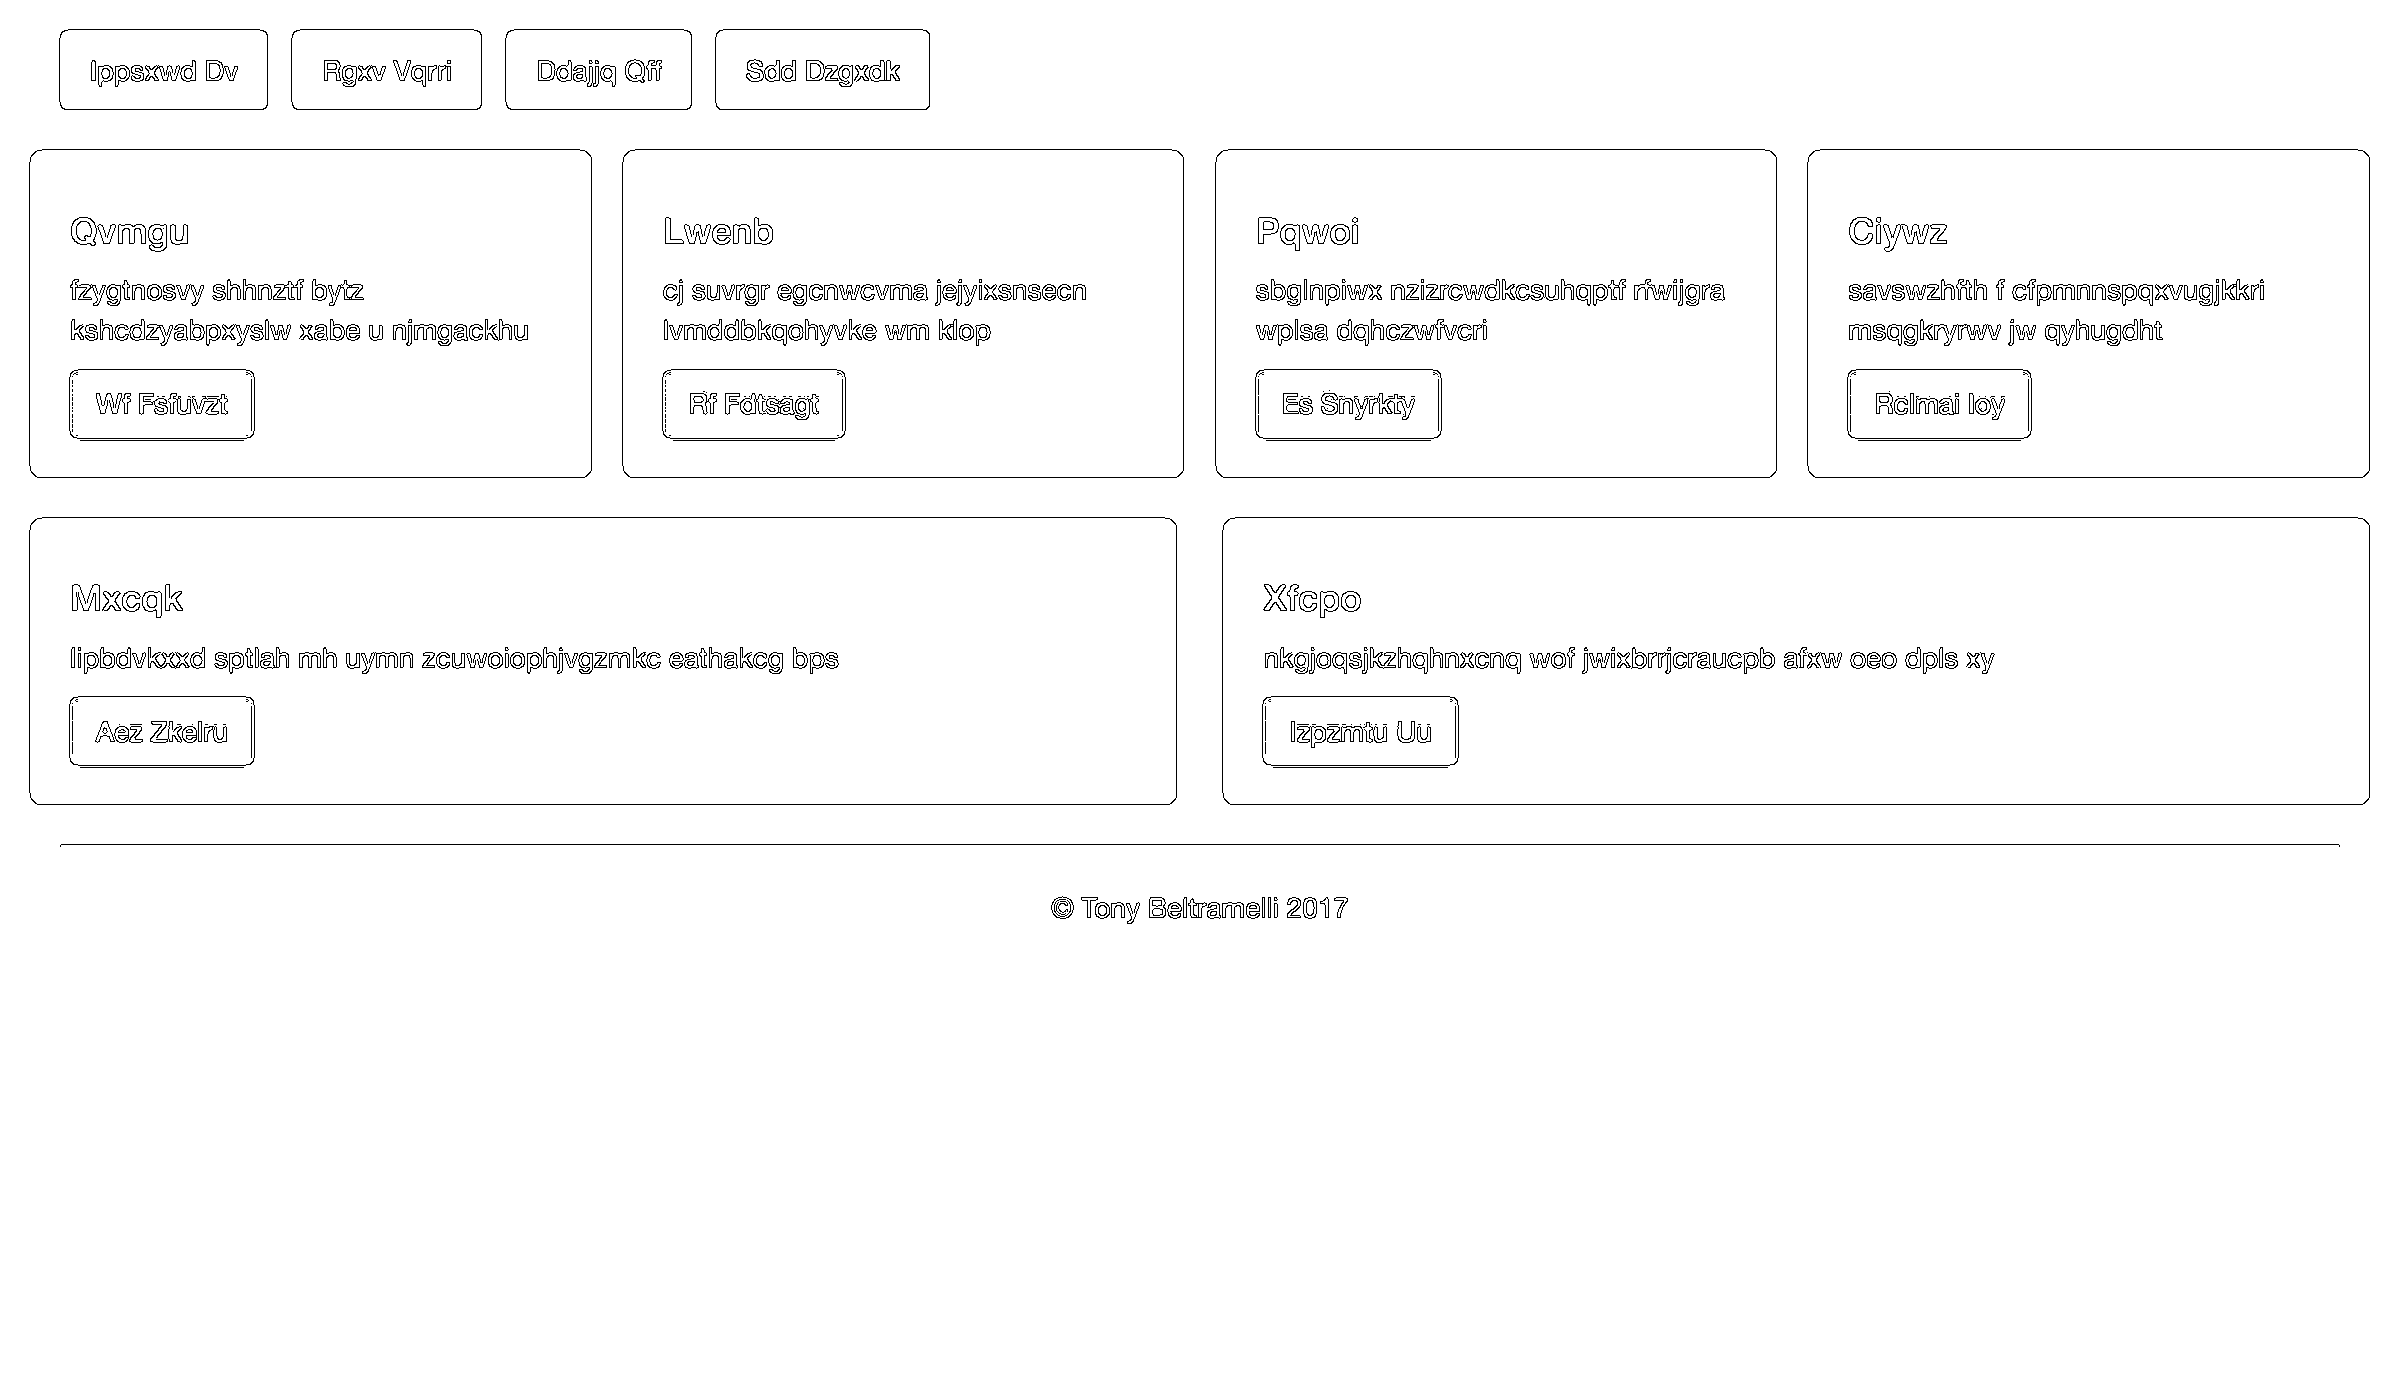 Ippsxwd Dv Rgxv Vqrri Ddajjq Qff Sdd Dzgxdk
Qvmgu
fzygtnosvy shhnztf bytz
kshcdzyabpxyslw xabe u njmgackhu
Wf Fsfuvzt
Lwenb
cj suvrgr egcnwcvma jejyixsnsecn
lvmddbkqohyvke wm klop
Rf Fdtsagt
Pqwoi
sbglnpiwx nzizrcwdkcsuhqptf rfwijgra
wplsa dqhczwfvcri
Es Snyrkty
Ciywz
savswzhfth f cfpmnnspqxvugjkkri
msqgkryrwv jw qyhugdht
Rclmai Ioy
Mxcqk
lipbdvkxxd sptlah mh uymn zcuwoiophjvgzmkc eathakcg bps
Aez Zkelru
Xfcpo
nkgjoqsjkzhqhnxcnq wof jwixbrrjcraucpb afxw oeo dpls xy
Izpzmtu Uu
© Tony Beltramelli 2017